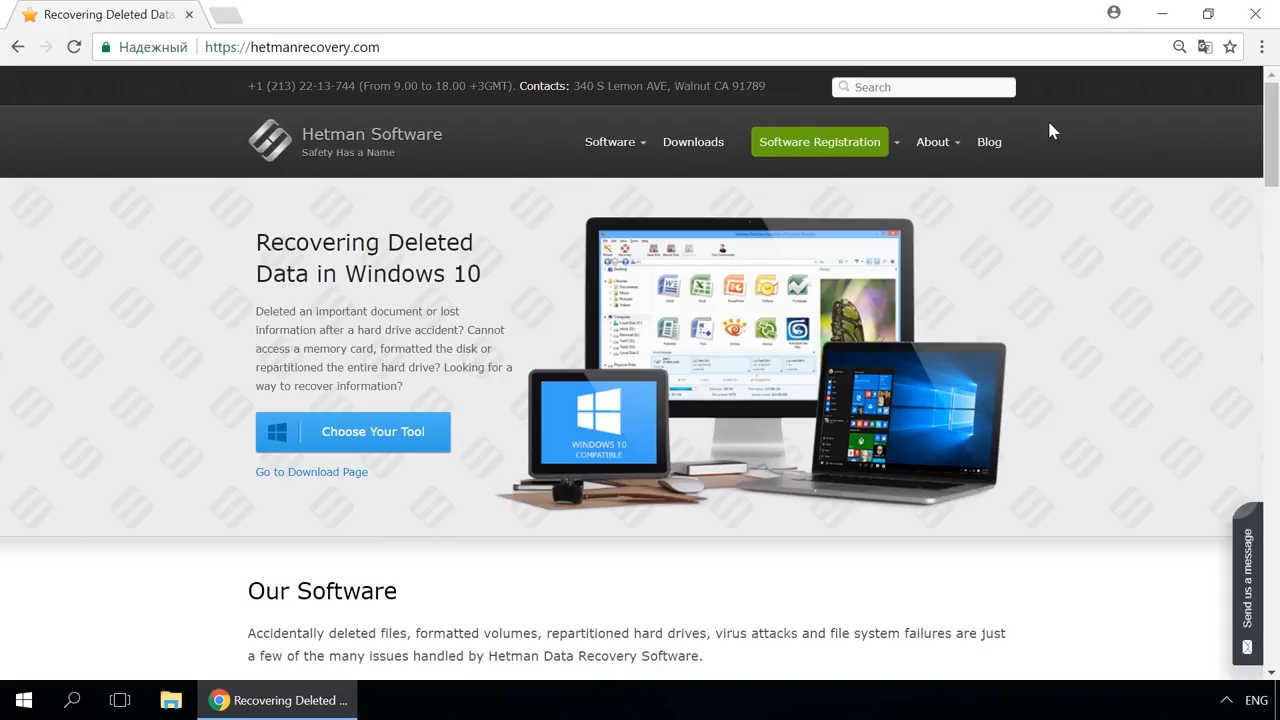 Recovering Deleted Data
Надежный https://hetmanrecovery.com
+1 (213) 22-13-744 (From 9.00 to 18.00 +3GMT). Contacts: 340 S Lemon AVE, Walnut CA 91789
Search
Hetman Software
Safety Has a Name
Software
Downloads
Software Registration
About
Blog
Recovering Deleted
Data in Windows 10
Deleted an important document or lost
information after hard drive accident? Cannot
access a memory card, formatted the disk or
repartitioned the entire hard drive? Looking for a
way to recover information?
Choose Your Tool
Go to Download Page
WINDOWS 10
COMPATIBLE
Send us a message
Our Software
Accidentally deleted files, formatted volumes, repartitioned hard drives, virus attacks and file system failures are just
a few of the many issues handled by Hetman Data Recovery Software.
Recovering Deleted ...
ENG